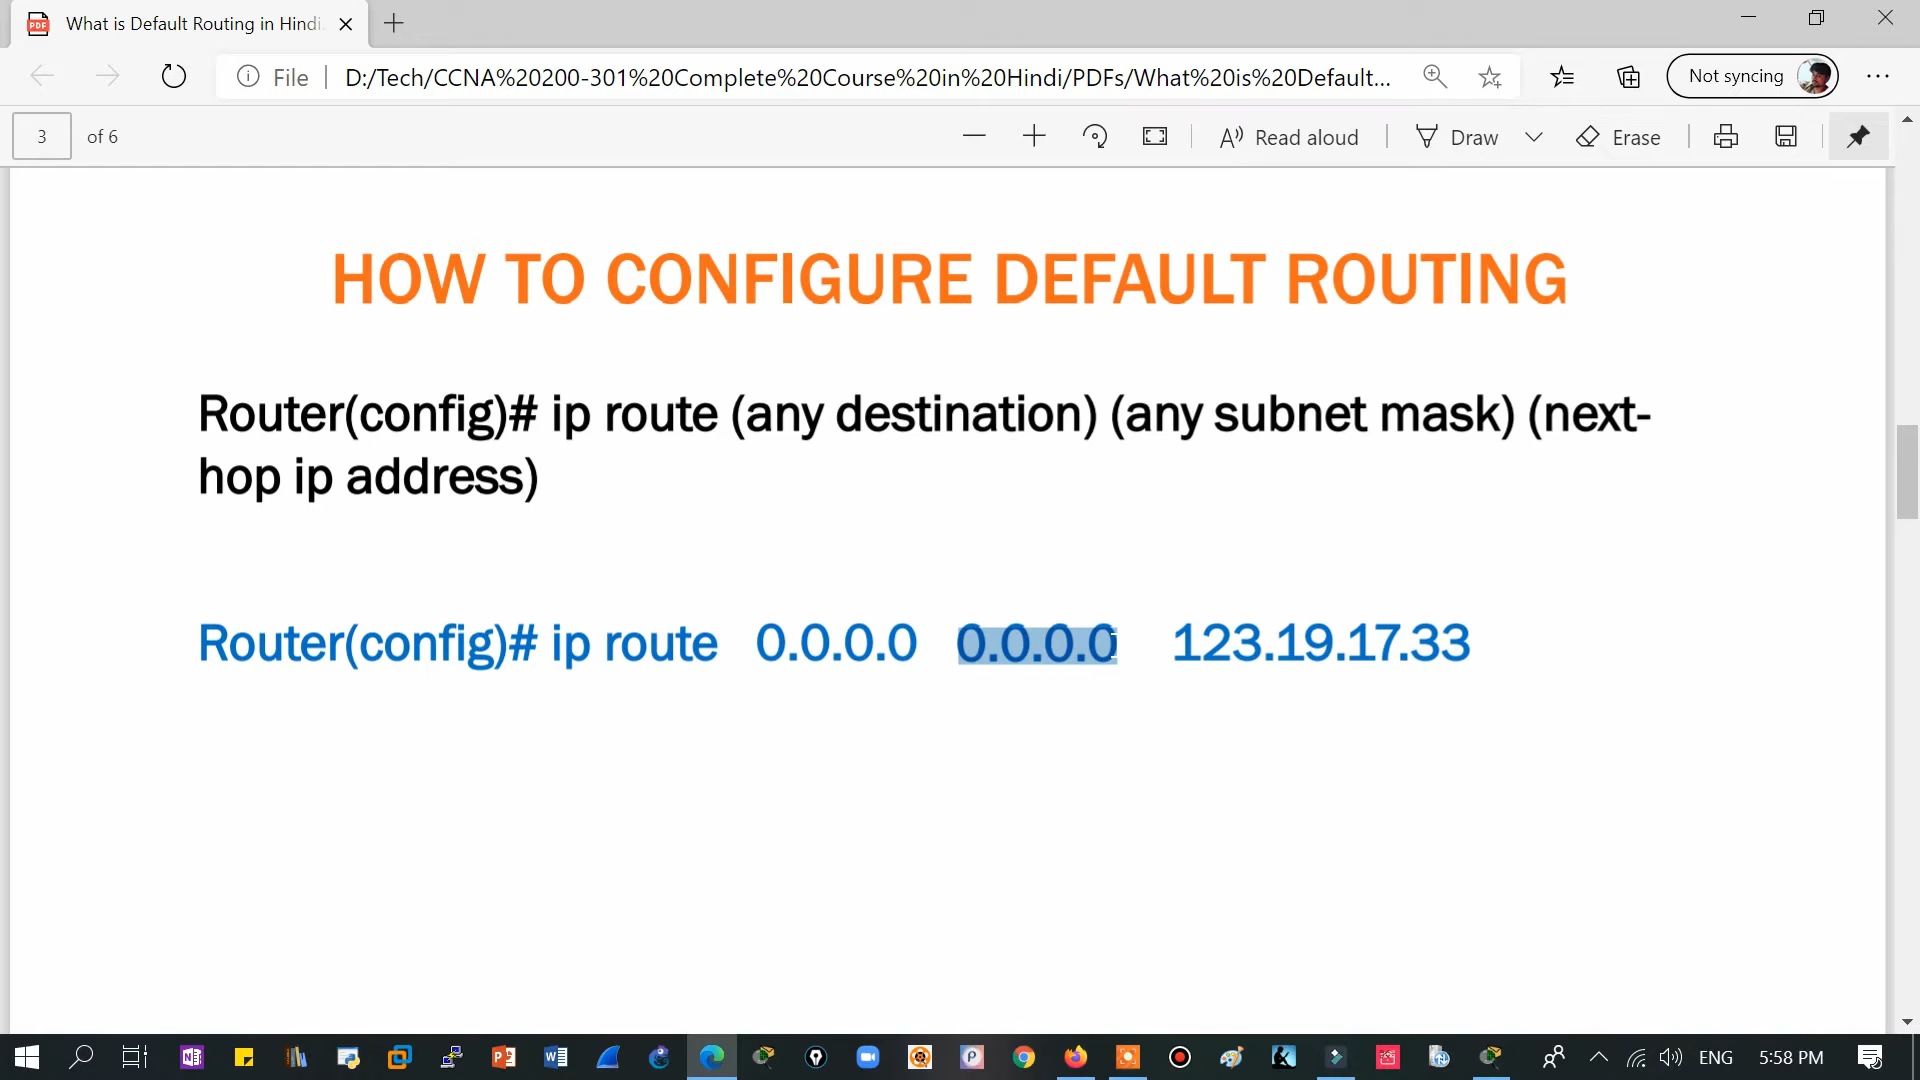 What is Default Routing in Hindi
File
D:/Tech/CCNA%20200-301%20Complete%20Course%20in%20Hindi/PDFs/What%20is%20Default...
Not syncing
3
of 6
Read aloud
Draw
Erase
HOW TO CONFIGURE DEFAULT ROUTING
Router(config)# ip route (any destination) (any subnet mask) (next-
hop ip address)
Router(config)# ip route 0.0.0.0 0.0.0.0 123.19.17.33
ENG
5:58 PM